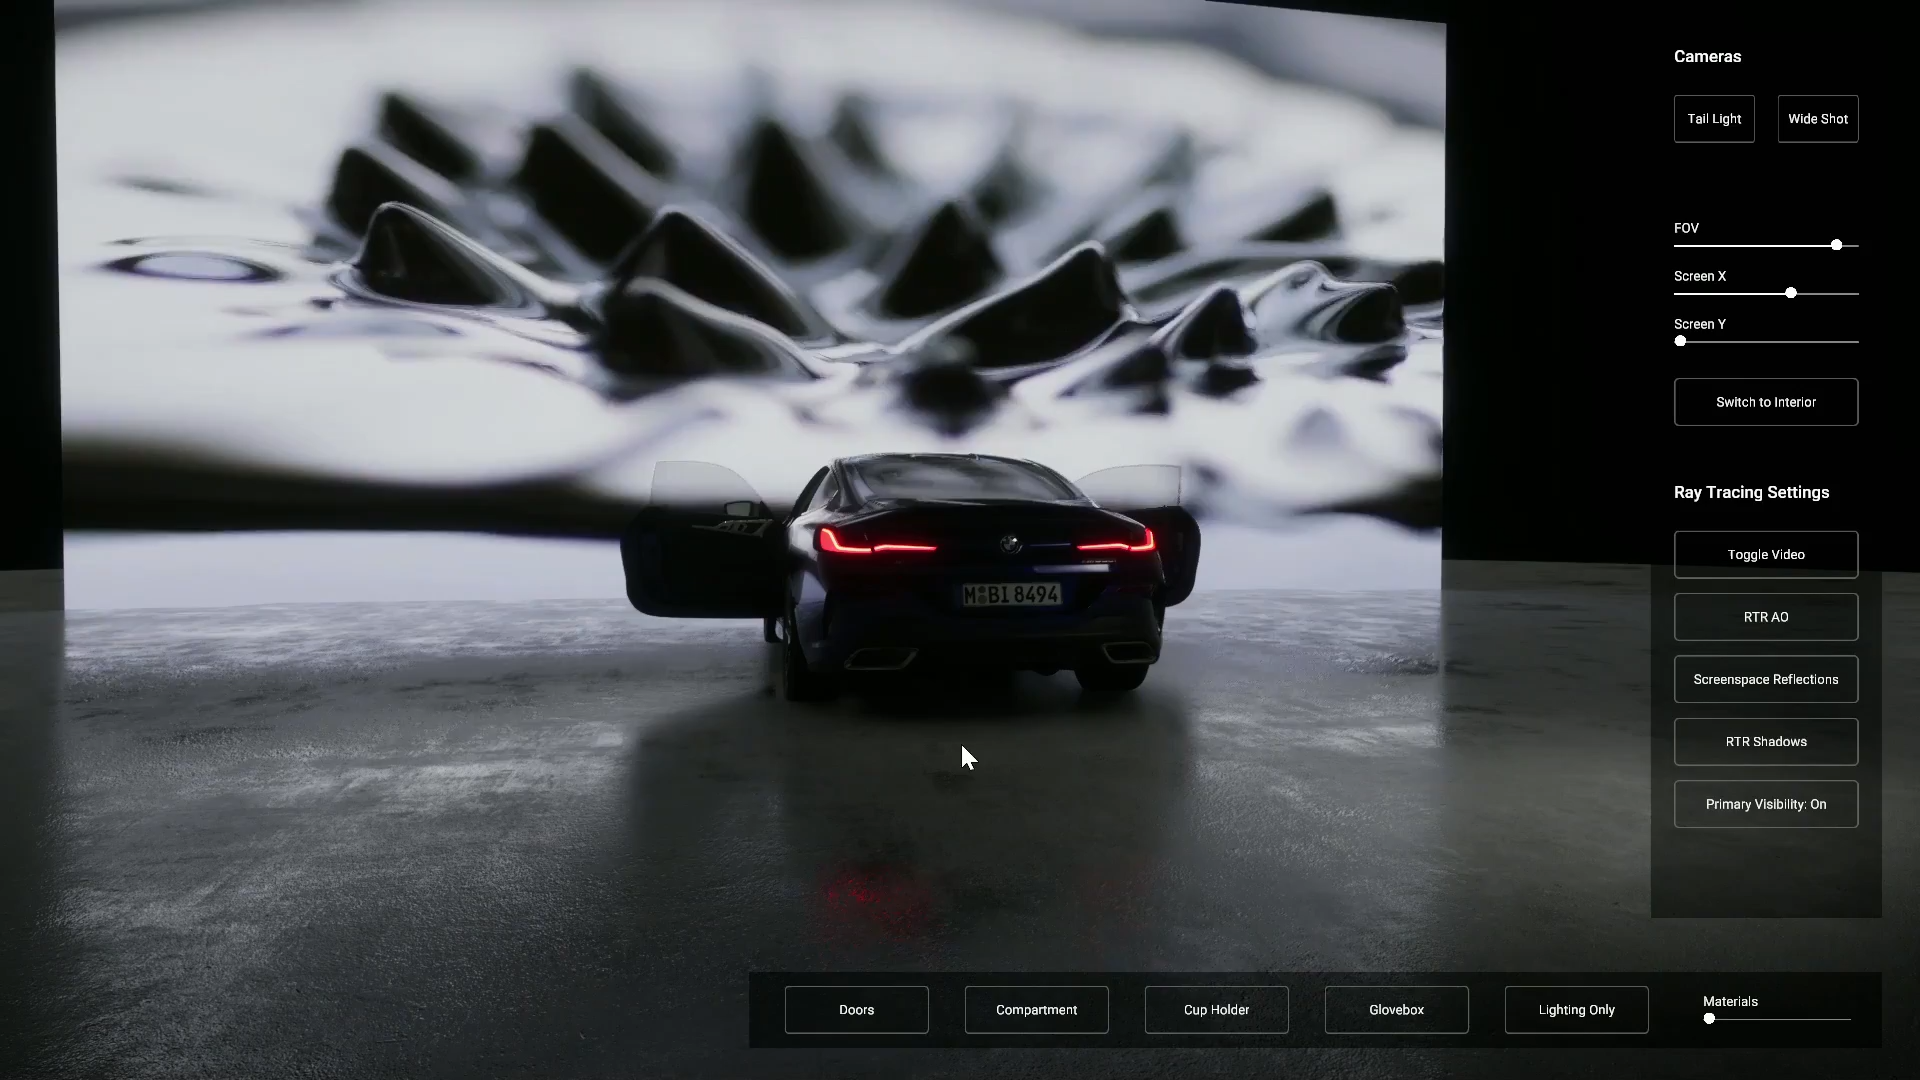 Cameras
Tail Light
Wide Shot
FOV
Screen X
Screen Y
Switch to Interior
Ray Tracing Settings
Toggle Video
RTR AO
Screenspace Reflections
RTR Shadows
Primary Visibility: On
M BI 8494
Doors
Compartment
Cup Holder
Glovebox
Lighting Only
Materials